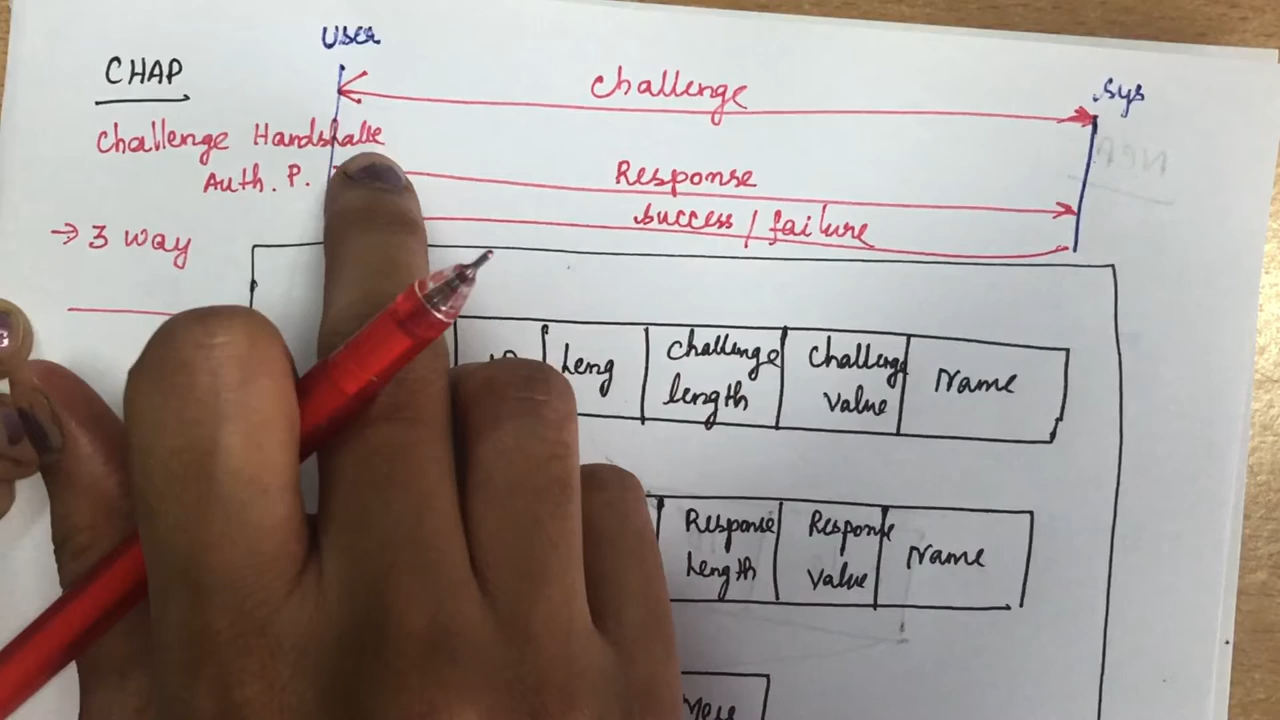 User
CHAP
Challenge
Sys
Challenge Handshake
Auth. P.
Response
→ 3 way
success / failure
Leng
Challenge length
Challenge value
Name
Response Length
Response Value
Name